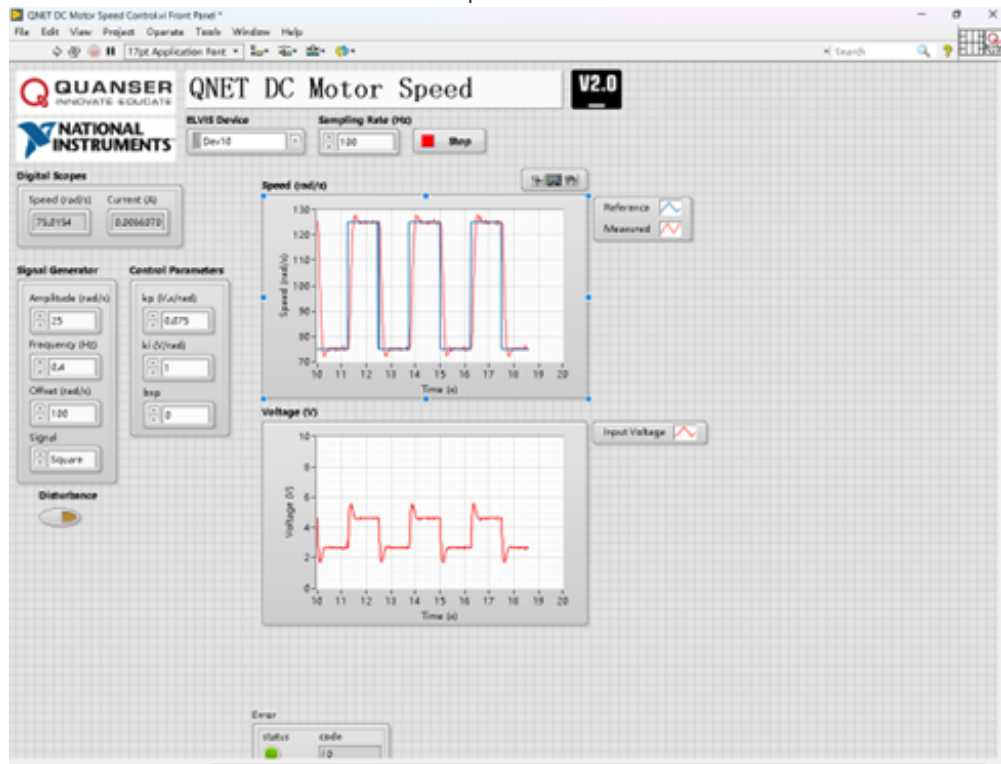 QNET DC Motor Speed Control.vi Front Panel *
File Edit View Project Operate Tools Window Help
17pt Application Font
Search
QUANSER
INNOVATE EDUCATE
QNET DC Motor Speed
V2.0
NATIONAL
INSTRUMENTS
ELVIS Device
Dev10
Sampling Rate (Hz)
100
Stop
Digital Scopes
Speed (rad/s)
75.0154
Current (A)
0.0066070
Signal Generator
Amplitude (rad/s)
25
Frequency (Hz)
0.4
Offset (rad/s)
100
Signal
Square
Disturbance
Control Parameters
kp (V.s/rad)
0.075
ki (V/rad)
1
bsp
0
Speed (rad/s)
Speed (rad/s)
130
120
110
100
90
80
70
10 11 12 13 14 15 16 17 18 19 20
Time (s)
Reference
Measured
Voltage (V)
Voltage (V)
10
8
6
4
2
0
10 11 12 13 14 15 16 17 18 19 20
Time (s)
Input Voltage
Error
status code